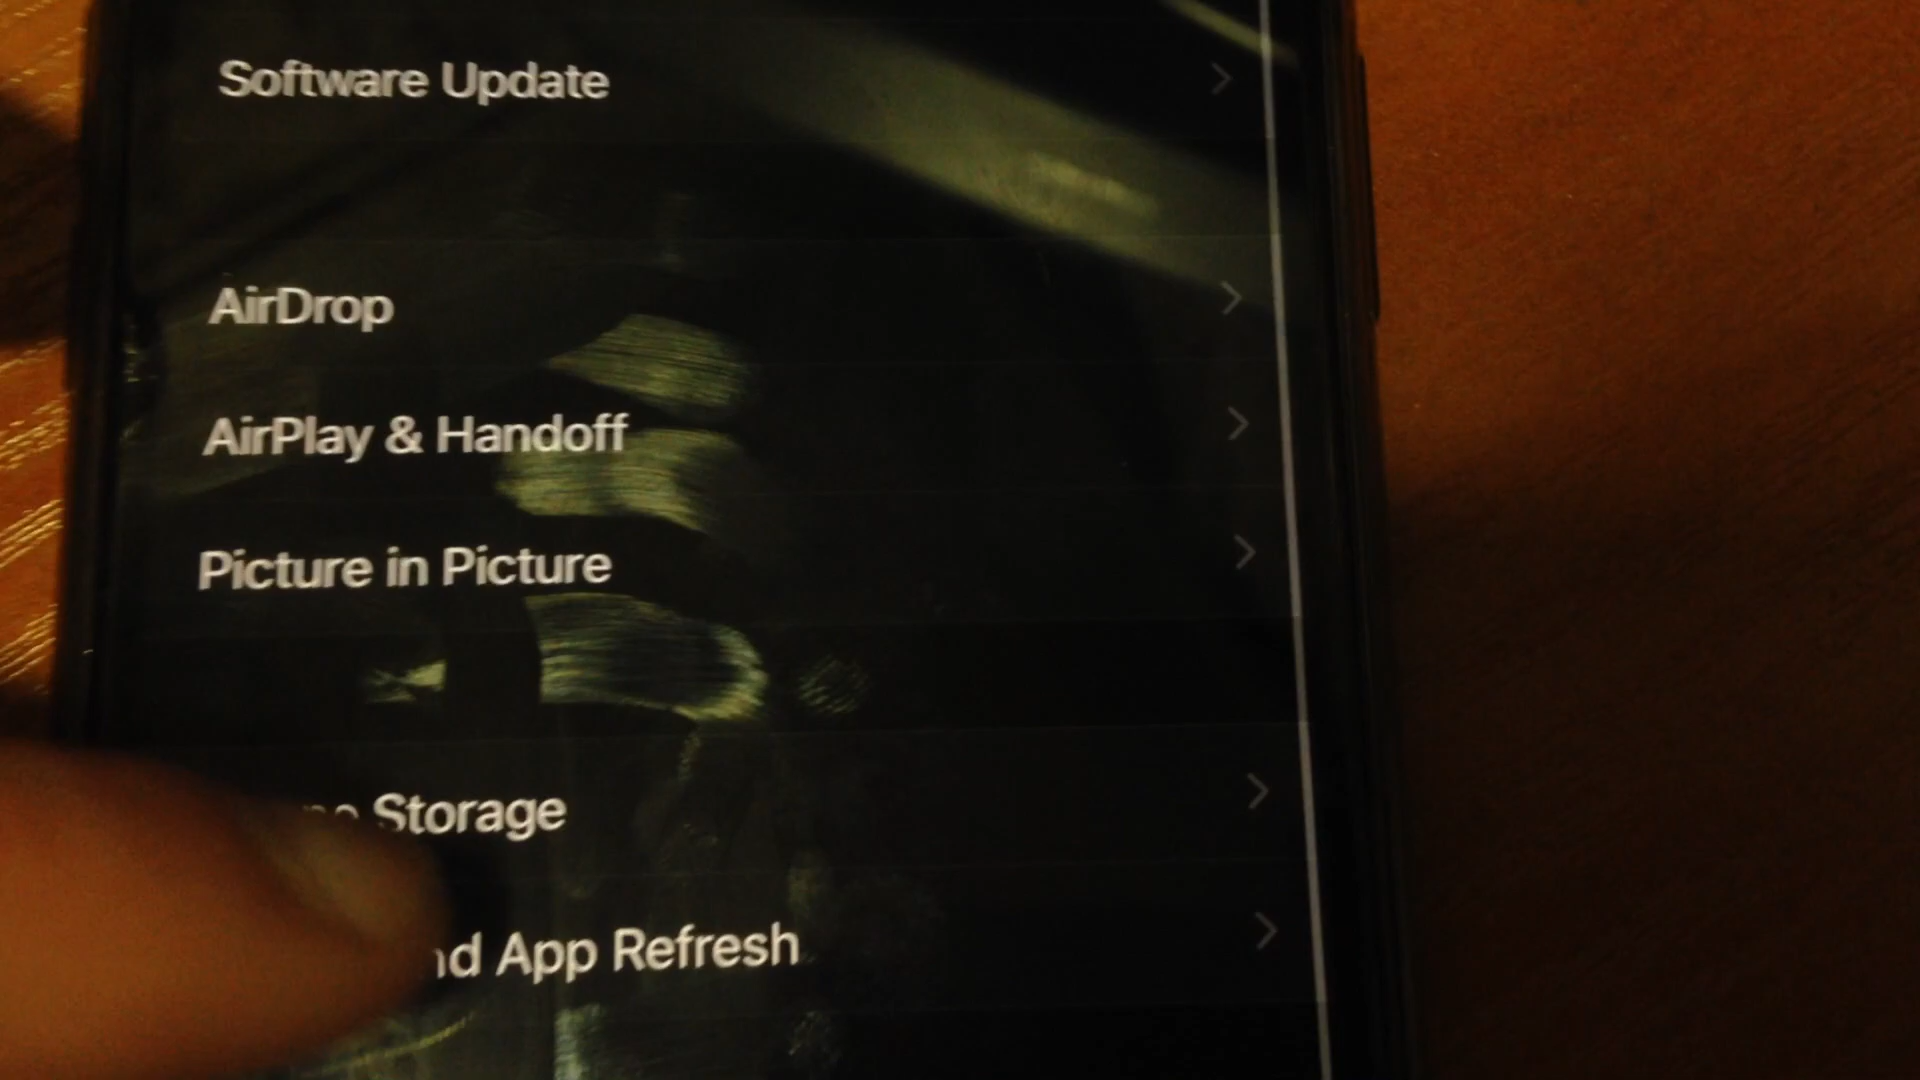 Software Update
AirDrop
AirPlay & Handoff
Picture in Picture
Storage
App Refresh